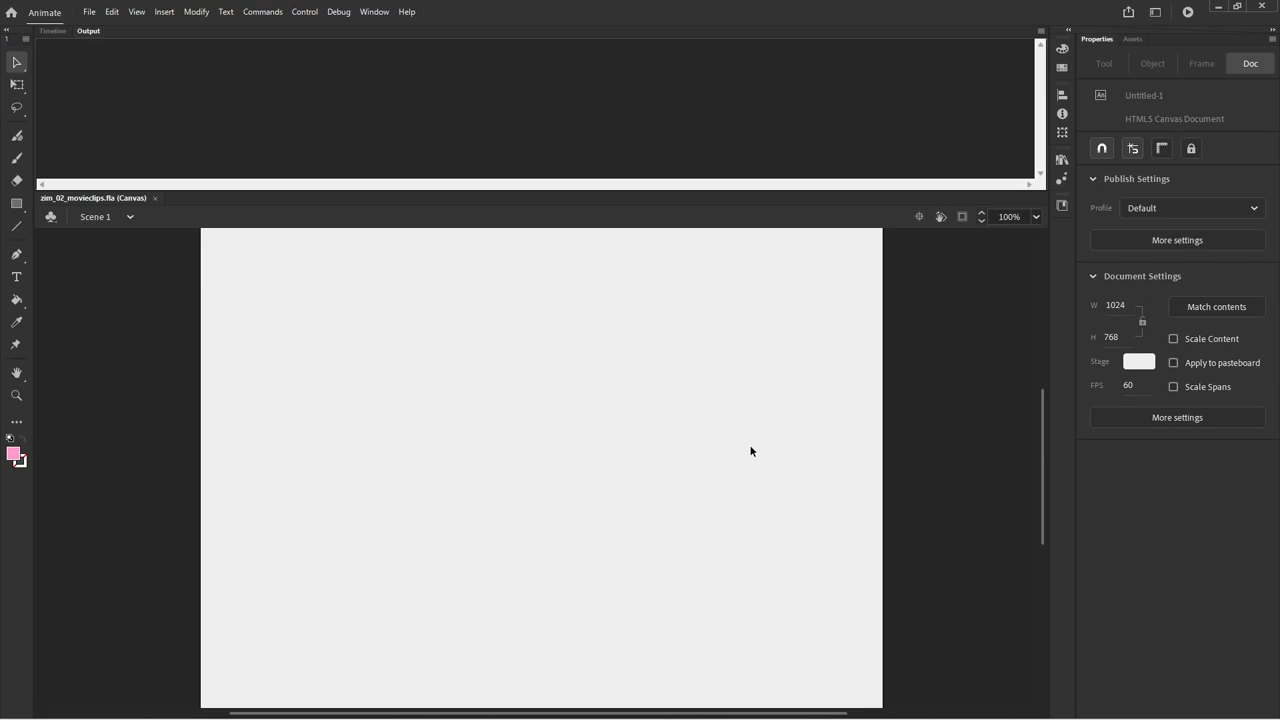 Animate File Edit View Insert Modify Text Commands Control Debug Window Help
Timeline Output
1
Properties Assets
Tool Object Frame Doc
Untitled-1
HTML5 Canvas Document
Publish Settings
Profile Default
More settings
zim_02_movieclips.fla (Canvas) ×
Scene 1 100%
Document Settings
W 1024 Match contents
H 768 Scale Content
Stage Apply to pasteboard
FPS 60 Scale Spans
More settings